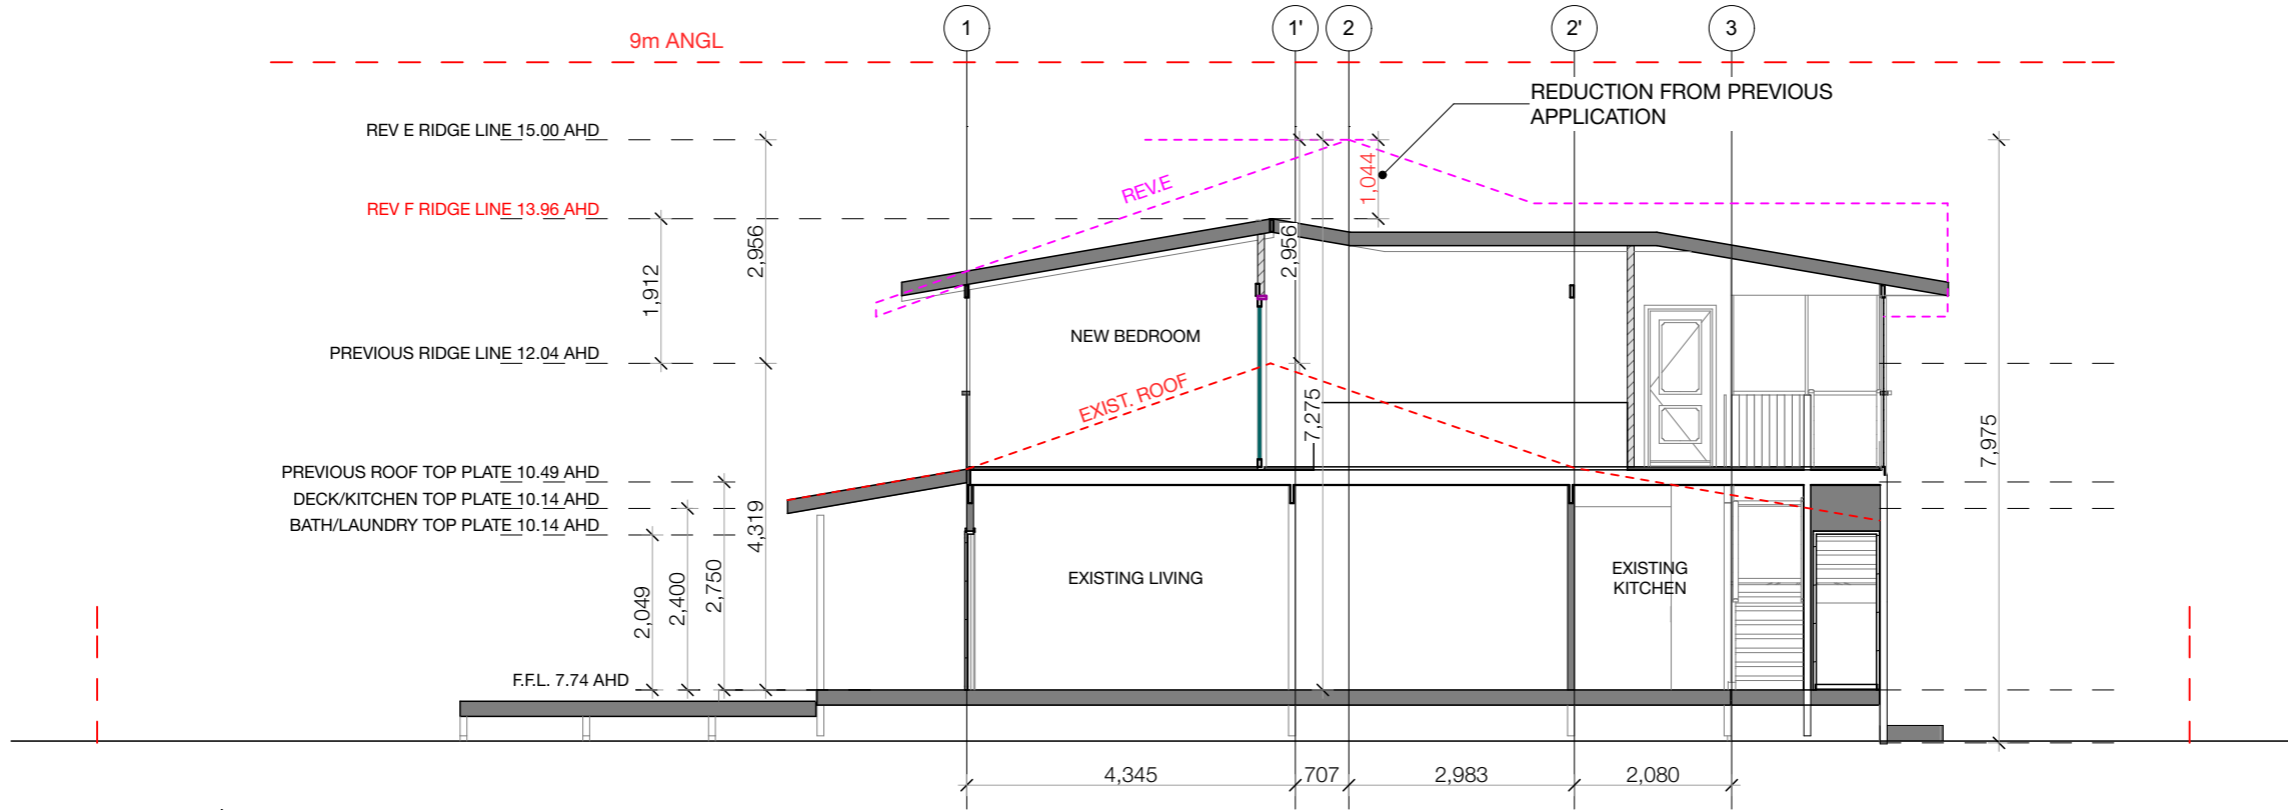 1
1'
2
2'
3
9m ANGL
REDUCTION FROM PREVIOUS
APPLICATION
REV E RIDGE LINE 15.00 AHD
1,044
REV.E
REV F RIDGE LINE 13.96 AHD
2,956
2,956
1,912
NEW BEDROOM
PREVIOUS RIDGE LINE 12.04 AHD
EXIST. ROOF
7,275
7,975
PREVIOUS ROOF TOP PLATE 10.49 AHD
DECK/KITCHEN TOP PLATE 10.14 AHD
BATH/LAUNDRY TOP PLATE 10.14 AHD
4,319
2,750
2,400
2,049
EXISTING LIVING
EXISTING
KITCHEN
F.F.L. 7.74 AHD
4,345
707
2,983
2,080